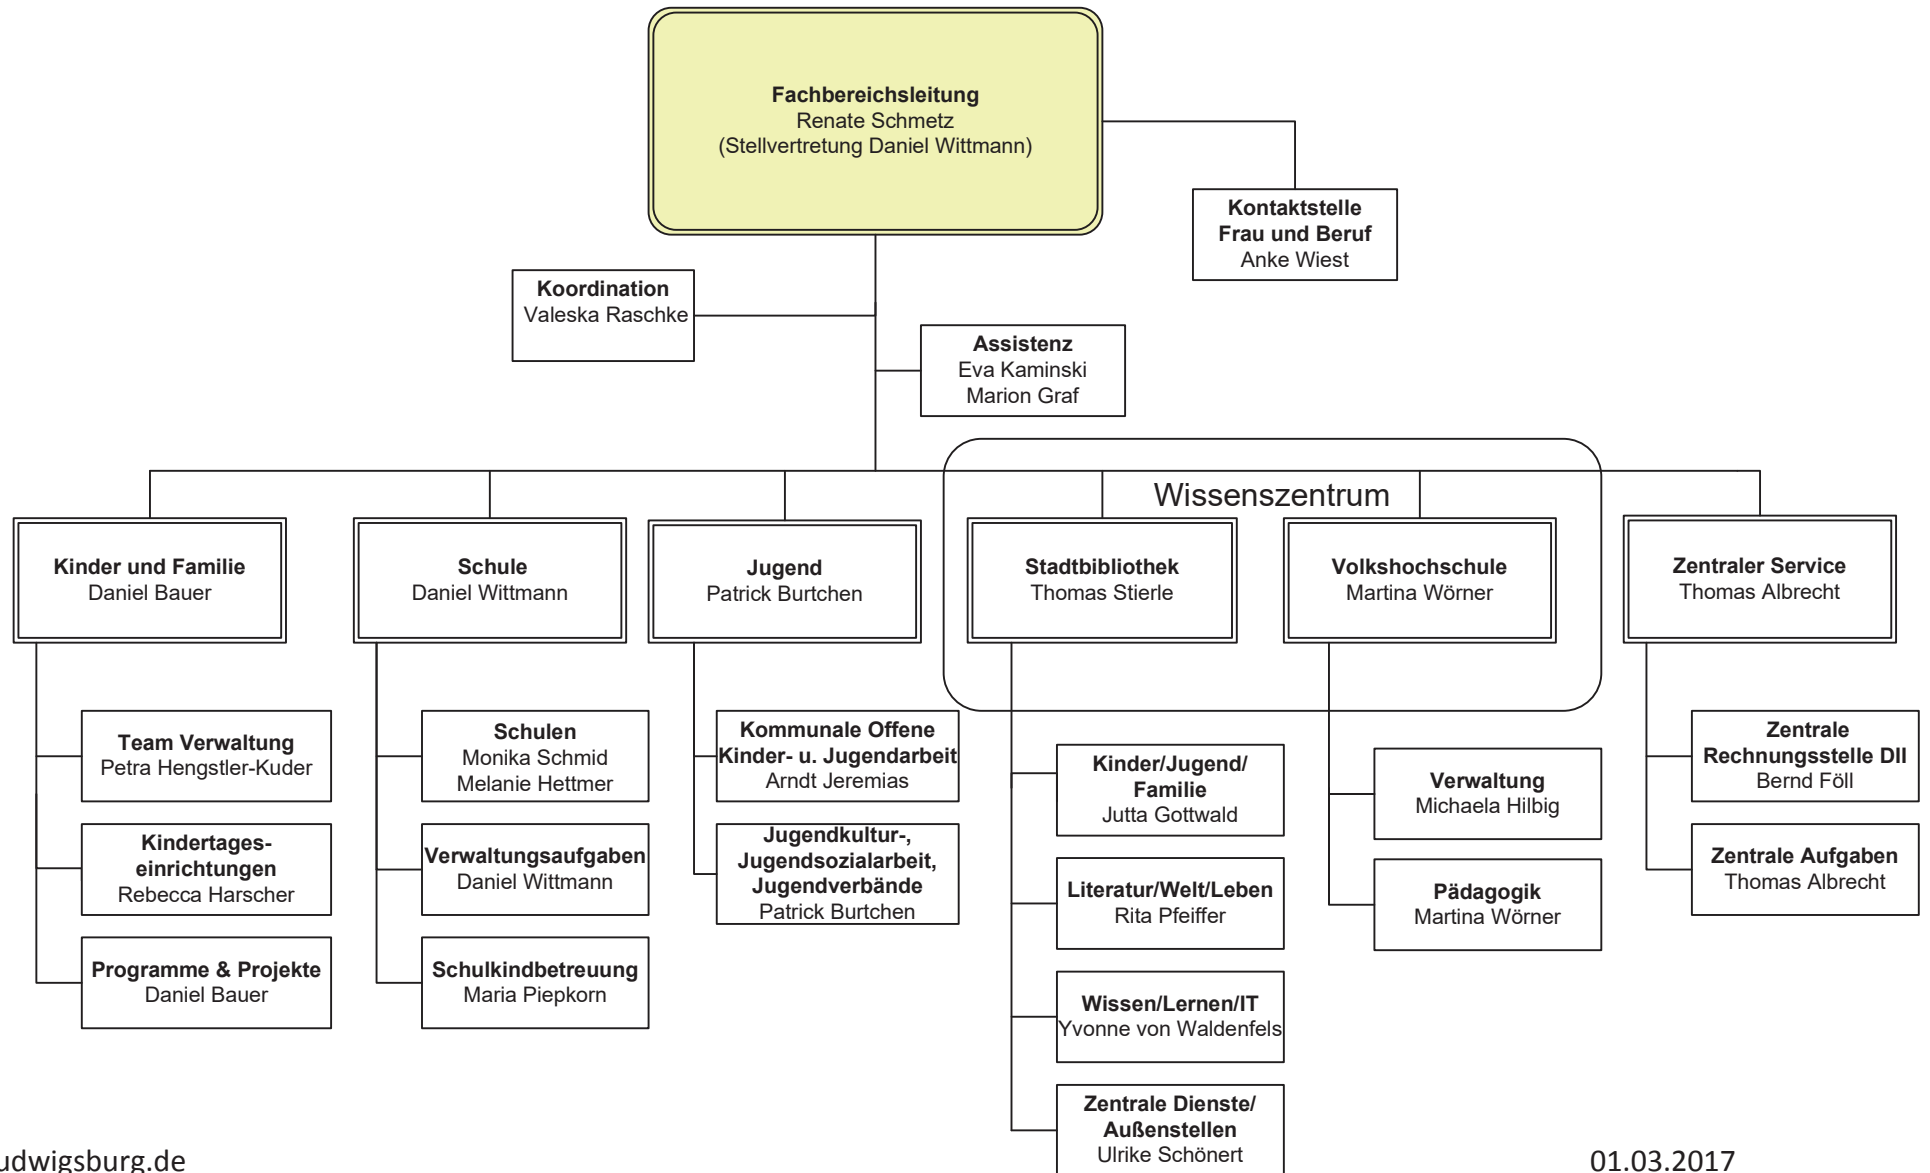 Fachbereichsleitung
Renate Schmetz
(Stellvertretung Daniel Wittmann)
Kontaktstelle
Frau und Beruf
Anke Wiest
Koordination
Valeska Raschke
Assistenz
Eva Kaminski
Marion Graf
Wissenszentrum
Kinder und Familie
Daniel Bauer
Schule
Daniel Wittmann
Jugend
Patrick Burtchen
Stadtbibliothek
Thomas Stierle
Volkshochschule
Martina Wörner
Zentraler Service
Thomas Albrecht
Team Verwaltung
Petra Hengstler-Kuder
Kindertages-
einrichtungen
Rebecca Harscher
Programme & Projekte
Daniel Bauer
Schulen
Monika Schmid
Melanie Hettmer
Verwaltungsaufgaben
Daniel Wittmann
Schulkindbetreuung
Maria Piepkorn
Kommunale Offene
Kinder- u. Jugendarbeit
Arndt Jeremias
Jugendkultur-,
Jugendsozialarbeit,
Jugendverbände
Patrick Burtchen
Kinder/Jugend/
Familie
Jutta Gottwald
Literatur/Welt/Leben
Rita Pfeiffer
Wissen/Lernen/IT
Yvonne von Waldenfels
Zentrale Dienste/
Außenstellen
Ulrike Schönert
Verwaltung
Michaela Hilbig
Pädagogik
Martina Wörner
Zentrale
Rechnungsstelle DII
Bernd Föll
Zentrale Aufgaben
Thomas Albrecht
udwigsburg.de
01.03.2017